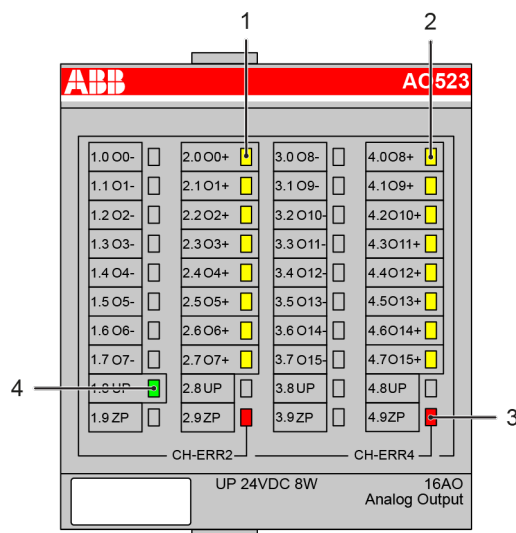 1 2
ABB AO523
1.0 O0- 2.0 O0+ 3.0 O8- 4.0 O8+
1.1 O1- 2.1 O1+ 3.1 O9- 4.1 O9+
1.2 O2- 2.2 O2+ 3.2 O10- 4.2 O10+
1.3 O3- 2.3 O3+ 3.3 O11- 4.3 O11+
1.4 O4- 2.4 O4+ 3.4 O12- 4.4 O12+
1.5 O5- 2.5 O5+ 3.5 O13- 4.5 O13+
1.6 O6- 2.6 O6+ 3.6 O14- 4.6 O14+
1.7 O7- 2.7 O7+ 3.7 O15- 4.7 O15+
4 1.8 UP 2.8 UP 3.8 UP 4.8 UP
1.9 ZP 2.9 ZP 3.9 ZP 4.9 ZP 3
CH-ERR2 CH-ERR4
UP 24VDC 8W 16AO
Analog Output